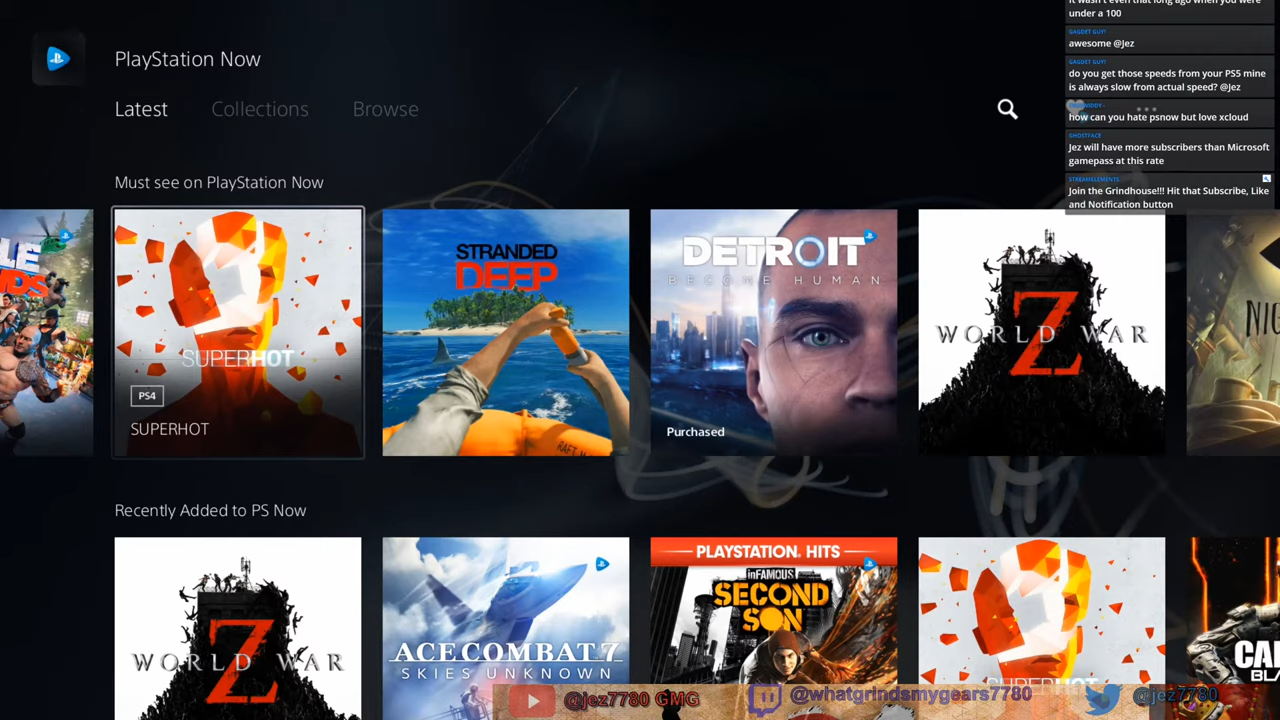 it wasn't even that long ago when you were
under a 100
GAGDET GUY!
awesome @Jez
GAGDET GUY!
do you get those speeds from your PS5 mine
is always slow from actual speed? @Jez
how can you hate psnow but love xcloud
GHOSTFACE
Jez will have more subscribers than Microsoft
gamepass at this rate
STREAMELEMENTS
Join the Grindhouse!!! Hit that Subscribe, Like
and Notification button
PlayStation Now
Latest Collections Browse
Must see on PlayStation Now
SUPERHOT
PS4
SUPERHOT
STRANDED
DEEP
DETROIT
BECOME HUMAN
Purchased
WORLD WAR
Z
Recently Added to PS Now
WORLD WAR
Z
ACE COMBAT 7
SKIES UNKNOWN
PLAYSTATION HITS
inFAMOUS
SECOND
SON
SUPERHOT
@jez7780 GMG
@whatgrindsmygears7780
@jez7780